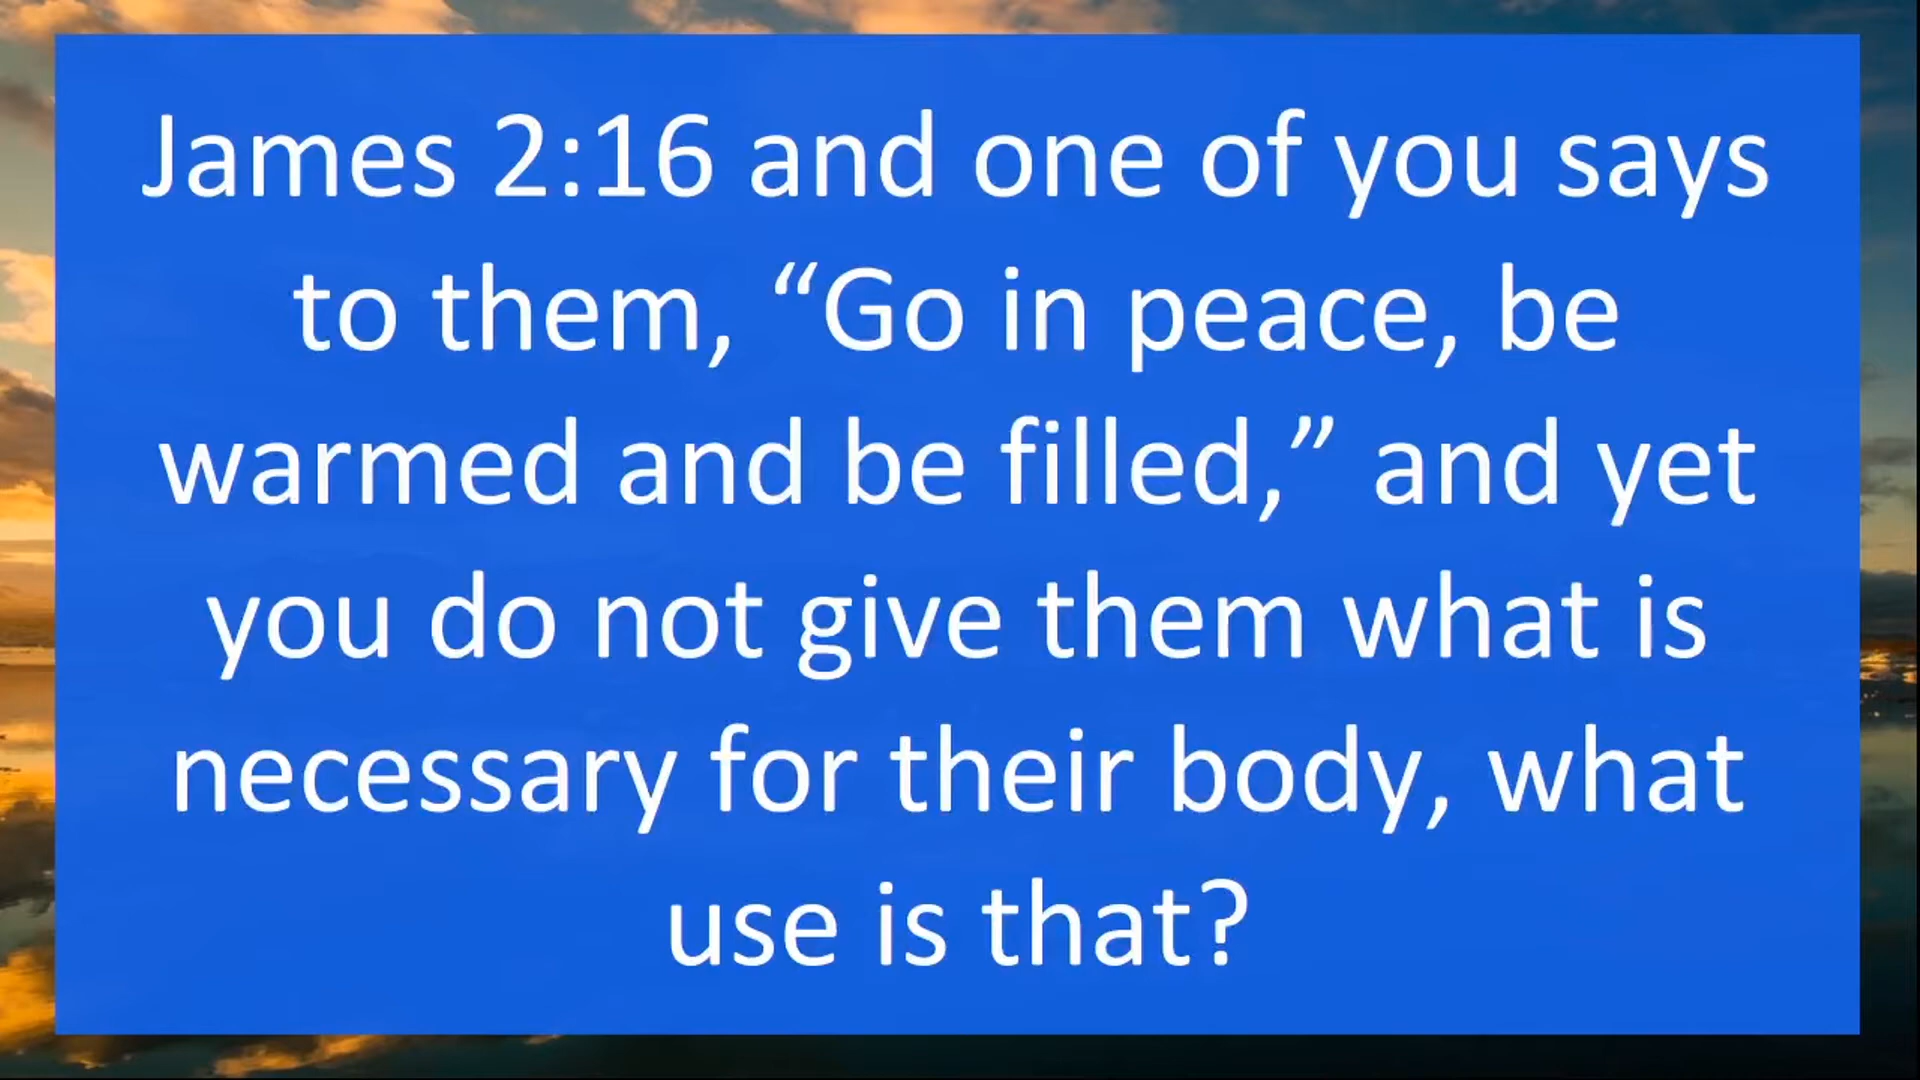 James 2:16 and one of you says
to them, “Go in peace, be
warmed and be filled,” and yet
you do not give them what is
necessary for their body, what
use is that?